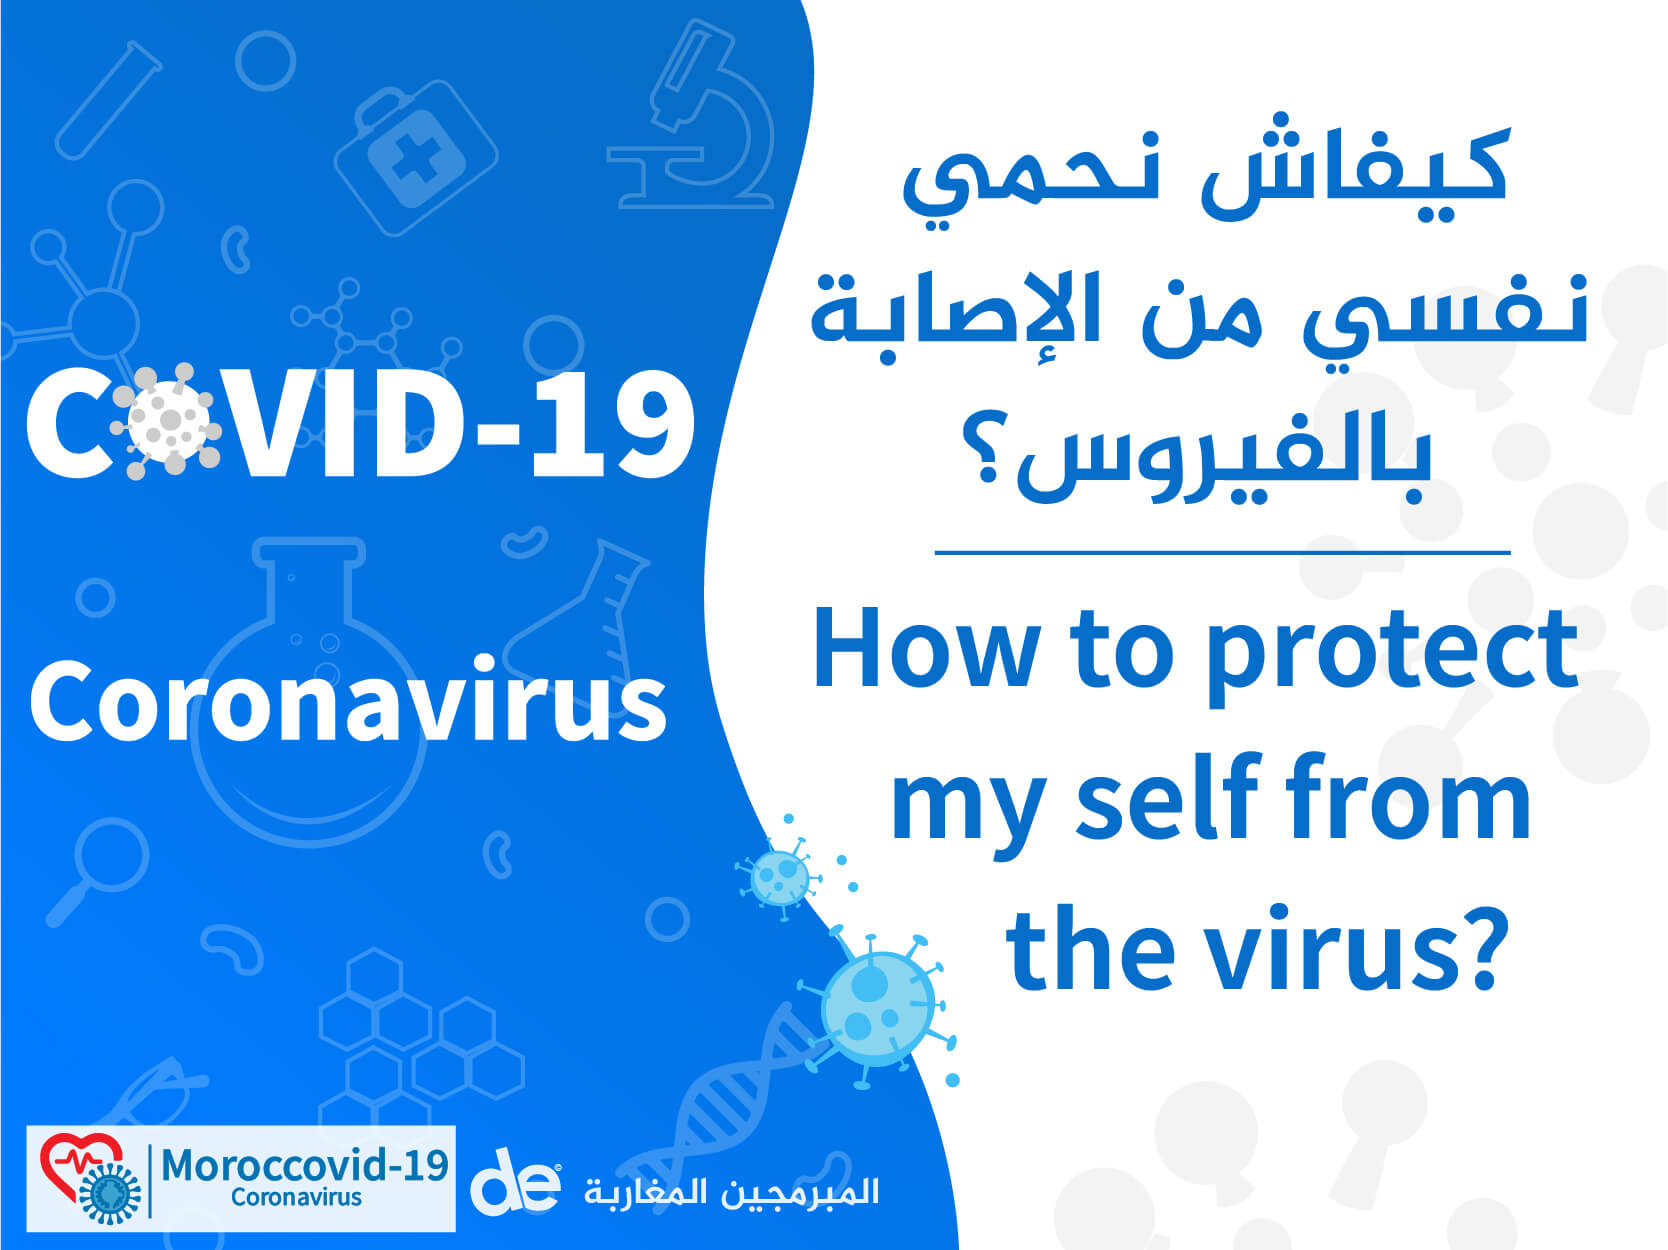 COVID-19
Coronavirus
كيفاش نحمي
نفسي من الإصابة
بالفيروس؟
How to protect
my self from
the virus?
Moroccovid-19
Coronavirus
de©
المبرمجين المغاربة